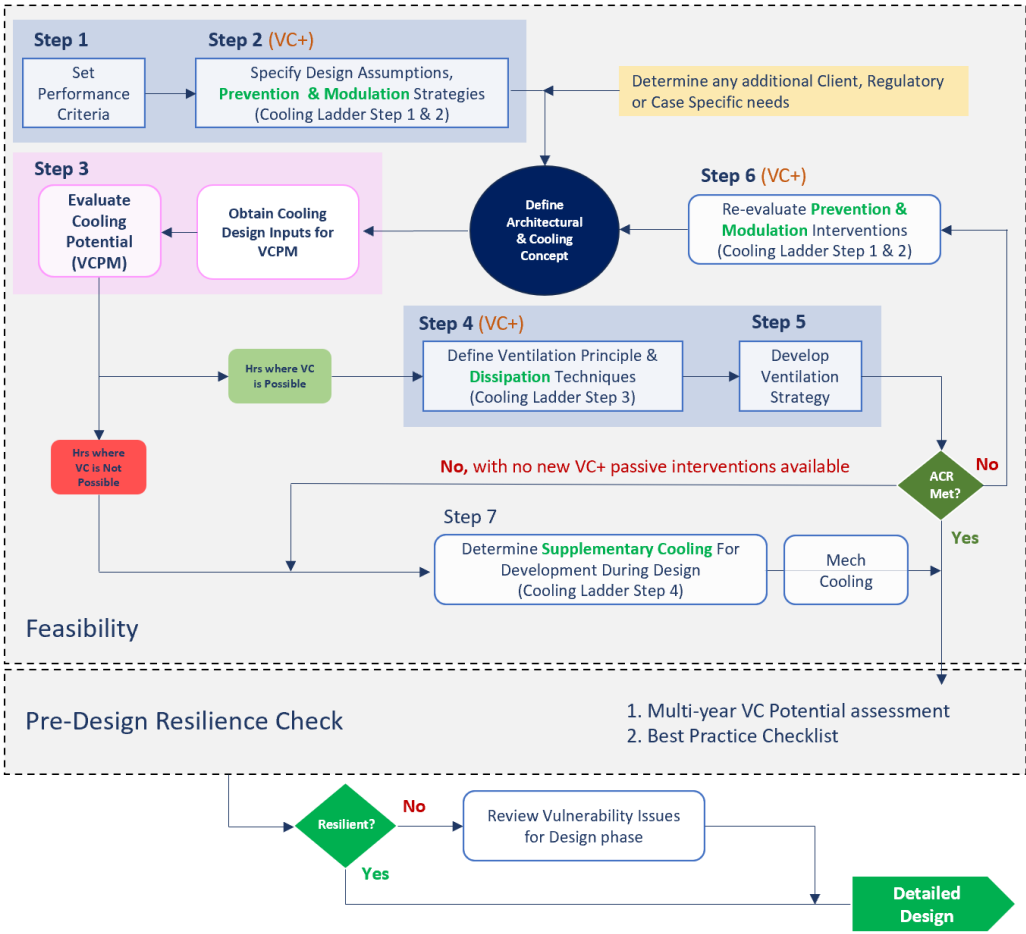 Step 1
Set
Performance
Criteria
Step 2 (VC+)
Specify Design Assumptions,
Prevention & Modulation Strategies
(Cooling Ladder Step 1 & 2)
Determine any additional Client, Regulatory
or Case Specific needs
Step 3
Evaluate
Cooling
Potential
(VCPM)
Obtain Cooling
Design Inputs for
VCPM
Define
Architectural
& Cooling
Concept
Step 6 (VC+)
Re-evaluate Prevention &
Modulation Interventions
(Cooling Ladder Step 1 & 2)
Step 4 (VC+)
Define Ventilation Principle &
Dissipation Techniques
(Cooling Ladder Step 3)
Step 5
Develop
Ventilation
Strategy
Hrs where VC
is Possible
Hrs where
VC is Not
Possible
No, with no new VC+ passive interventions available
ACR
Met?
No
Yes
Step 7
Determine Supplementary Cooling For
Development During Design
(Cooling Ladder Step 4)
Mech
Cooling
Feasibility
Pre-Design Resilience Check
1. Multi-year VC Potential assessment
2. Best Practice Checklist
Resilient?
No
Yes
Review Vulnerability Issues
for Design phase
Detailed
Design